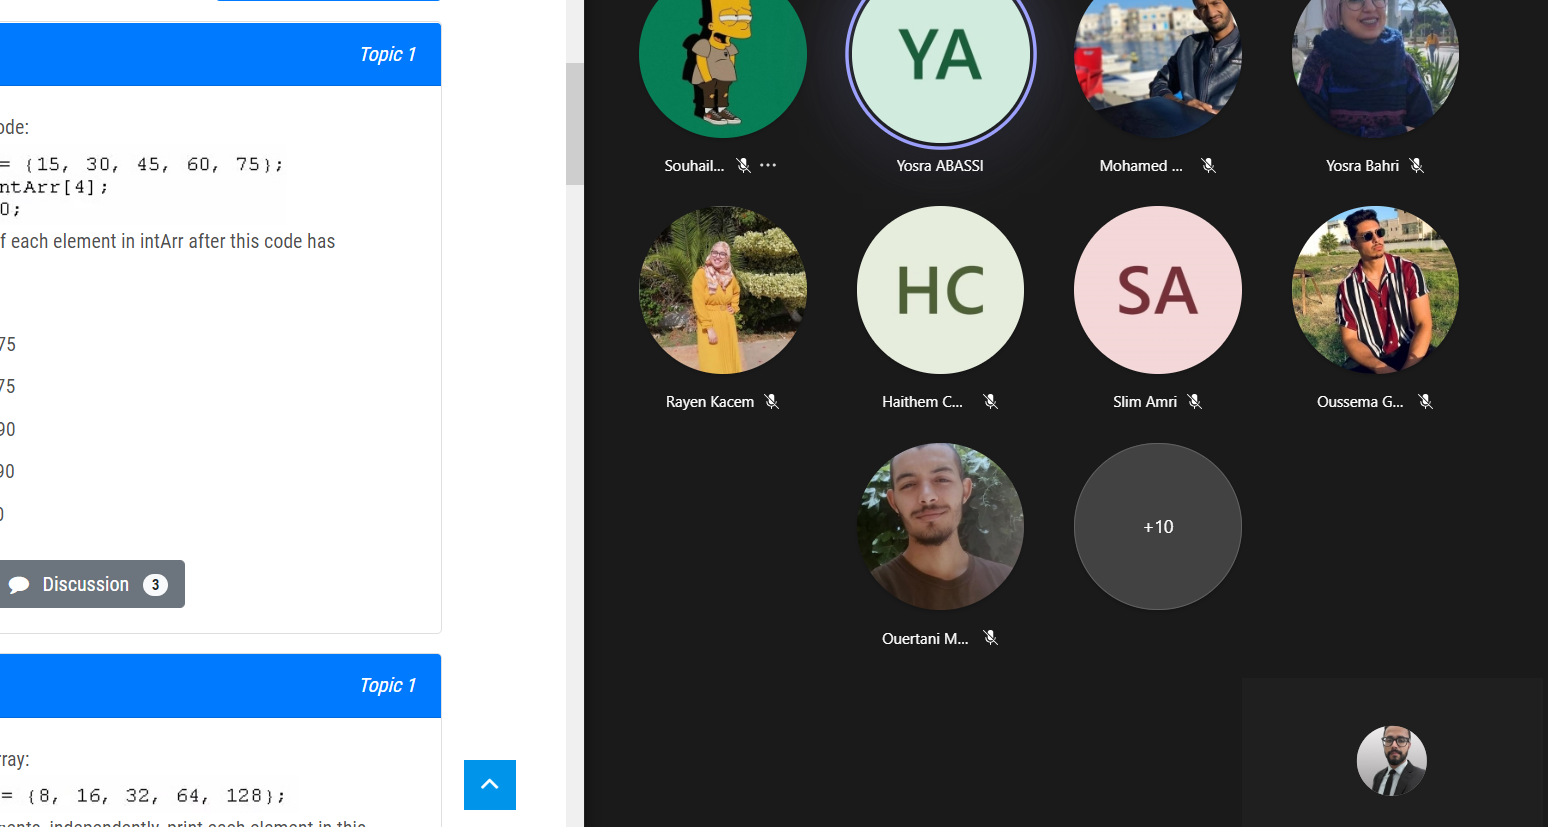 Topic 1
ode:
= {15, 30, 45, 60, 75};
ntArr[4];
0;
f each element in intArr after this code has
75
75
90
90
0
Discussion 3
Topic 1
ray:
= {8, 16, 32, 64, 128};
YA
Souhail... ...
Yosra ABASSI
Mohamed ...
Yosra Bahri
HC
SA
Rayen Kacem
Haithem C...
Slim Amri
Oussema G...
+10
Ouertani M...